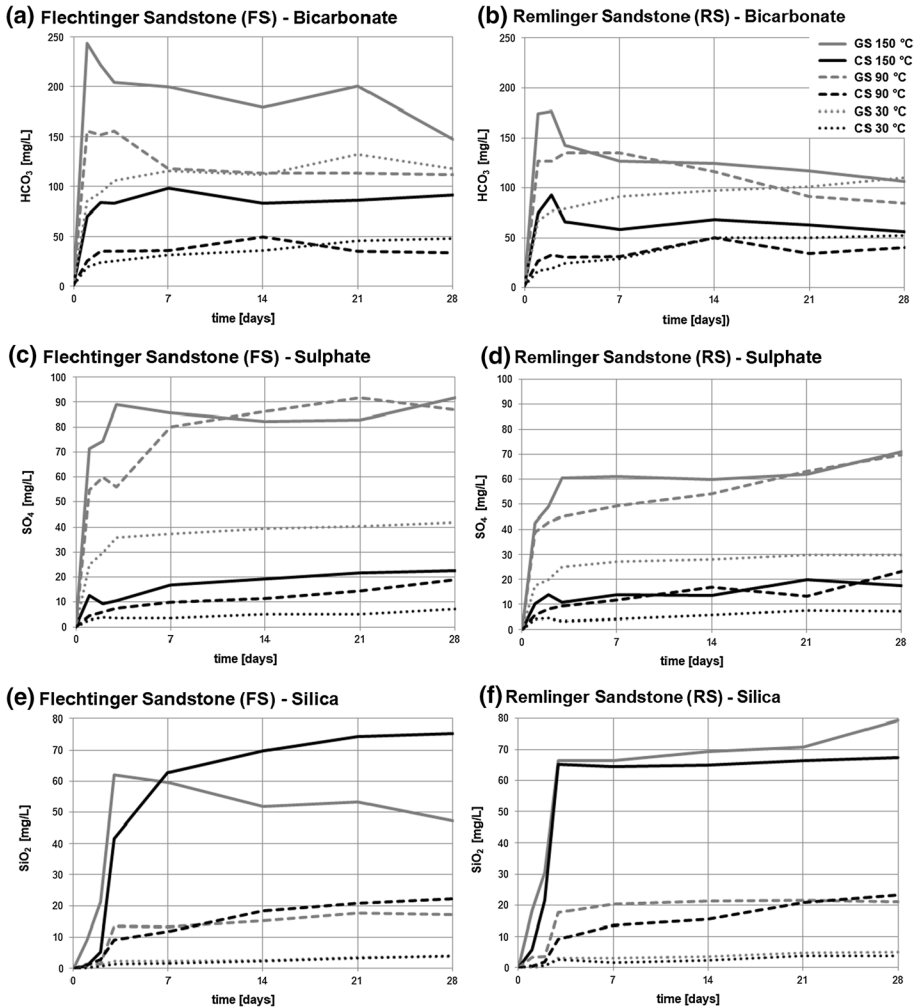 (a) Flechtinger Sandstone (FS) - Bicarbonate
250
200
150
100
50
0
HCO3 [mg/L]
0 7 14 21 28
time [days]
(b) Remlinger Sandstone (RS) - Bicarbonate
GS 150 °C
CS 150 °C
GS 90 °C
CS 90 °C
GS 30 °C
CS 30 °C
250
200
150
100
50
0
HCO3 [mg/L]
0 7 14 21 28
time [days])
(c) Flechtinger Sandstone (FS) - Sulphate
100
90
80
70
60
50
40
30
20
10
0
SO4 [mg/L]
0 7 14 21 28
time [days]
(d) Remlinger Sandstone (RS) - Sulphate
100
90
80
70
60
50
40
30
20
10
0
SO4 [mg/L]
0 7 14 21 28
time [days]
(e) Flechtinger Sandstone (FS) - Silica
80
70
60
50
40
30
20
10
0
SiO2 [mg/L]
0 7 14 21 28
time [days]
(f) Remlinger Sandstone (RS) - Silica
80
70
60
50
40
30
20
10
0
SiO2 [mg/L]
0 7 14 21 28
time [days]